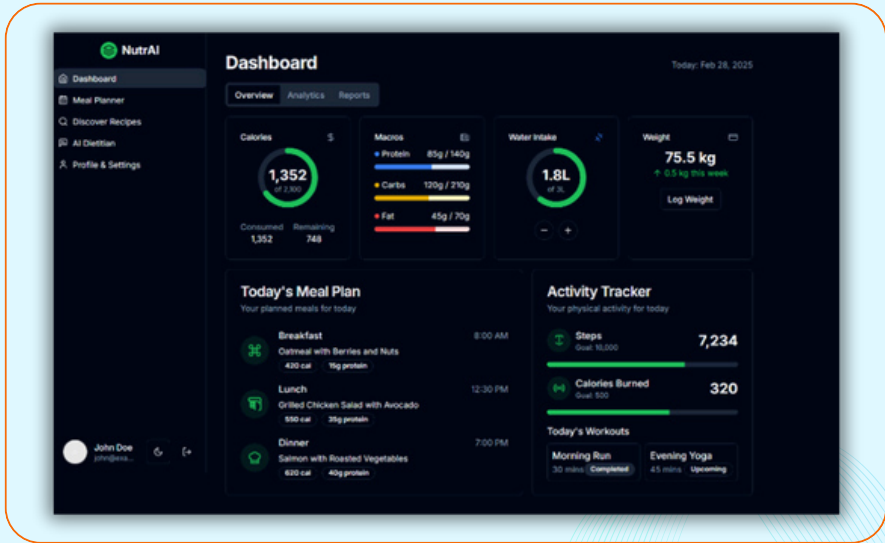 NutrAI
Dashboard
Meal Planner
Discover Recipes
AI Dietitian
Profile & Settings
John Doe
john@exa...
Dashboard
Today: Feb 28, 2025
Overview Analytics Reports
Calories $
1,352
of 2,100
Consumed Remaining
1,352 748
Macros
Protein 85g / 140g
Carbs 120g / 210g
Fat 45g / 70g
Water Intake
1.8L
of 3L
− +
Weight
75.5 kg
↑ 0.5 kg this week
Log Weight
Today's Meal Plan
Your planned meals for today
Breakfast 8:00 AM
Oatmeal with Berries and Nuts
420 cal 15g protein
Lunch 12:30 PM
Grilled Chicken Salad with Avocado
550 cal 35g protein
Dinner 7:00 PM
Salmon with Roasted Vegetables
620 cal 40g protein
Activity Tracker
Your physical activity for today
Steps 7,234
Goal: 10,000
Calories Burned 320
Goal: 500
Today's Workouts
Morning Run
30 mins Completed
Evening Yoga
45 mins Upcoming